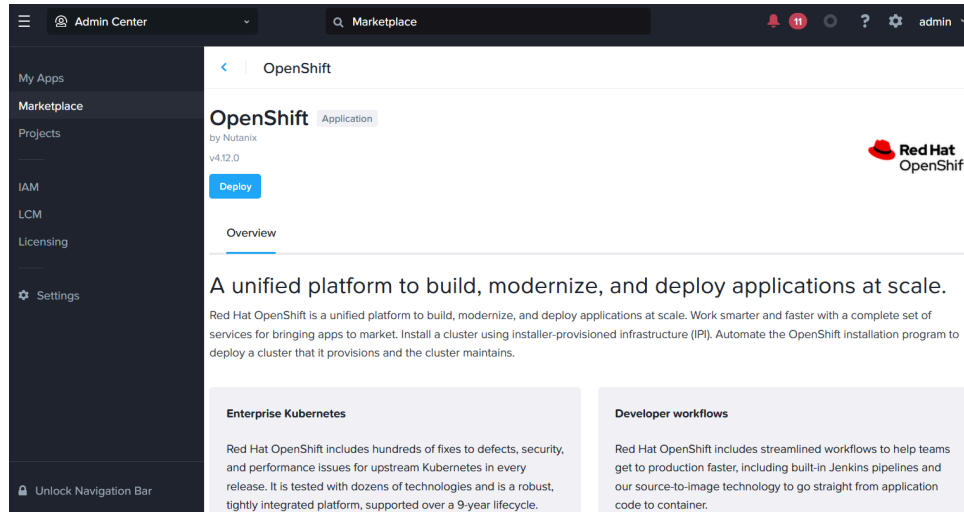 Admin Center
Marketplace
11
?
admin
My Apps
Marketplace
Projects
IAM
LCM
Licensing
Settings
Unlock Navigation Bar
OpenShift
OpenShift Application
by Nutanix
v4.12.0
Deploy
Red Hat
OpenShif
Overview
A unified platform to build, modernize, and deploy applications at scale.
Red Hat OpenShift is a unified platform to build, modernize, and deploy applications at scale. Work smarter and faster with a complete set of
services for bringing apps to market. Install a cluster using installer-provisioned infrastructure (IPI). Automate the OpenShift installation program to
deploy a cluster that it provisions and the cluster maintains.
Enterprise Kubernetes
Red Hat OpenShift includes hundreds of fixes to defects, security,
and performance issues for upstream Kubernetes in every
release. It is tested with dozens of technologies and is a robust,
tightly integrated platform, supported over a 9-year lifecycle.
Developer workflows
Red Hat OpenShift includes streamlined workflows to help teams
get to production faster, including built-in Jenkins pipelines and
our source-to-image technology to go straight from application
code to container.